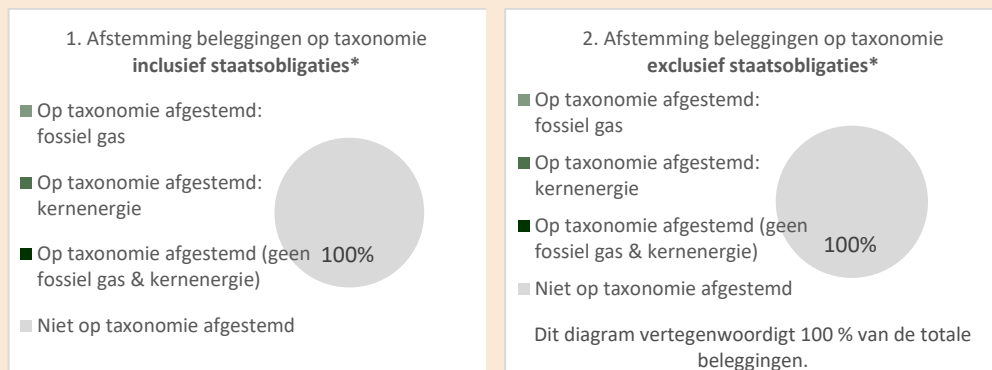 1. Afstemming beleggingen op taxonomie
inclusief staatsobligaties*
Op taxonomie afgestemd:
fossiel gas
Op taxonomie afgestemd:
kernenergie
Op taxonomie afgestemd (geen
fossiel gas & kernenergie)
Niet op taxonomie afgestemd
100%
2. Afstemming beleggingen op taxonomie
exclusief staatsobligaties*
Op taxonomie afgestemd:
fossiel gas
Op taxonomie afgestemd:
kernenergie
Op taxonomie afgestemd (geen
fossiel gas & kernenergie)
Niet op taxonomie afgestemd
100%
Dit diagram vertegenwoordigt 100 % van de totale
beleggingen.